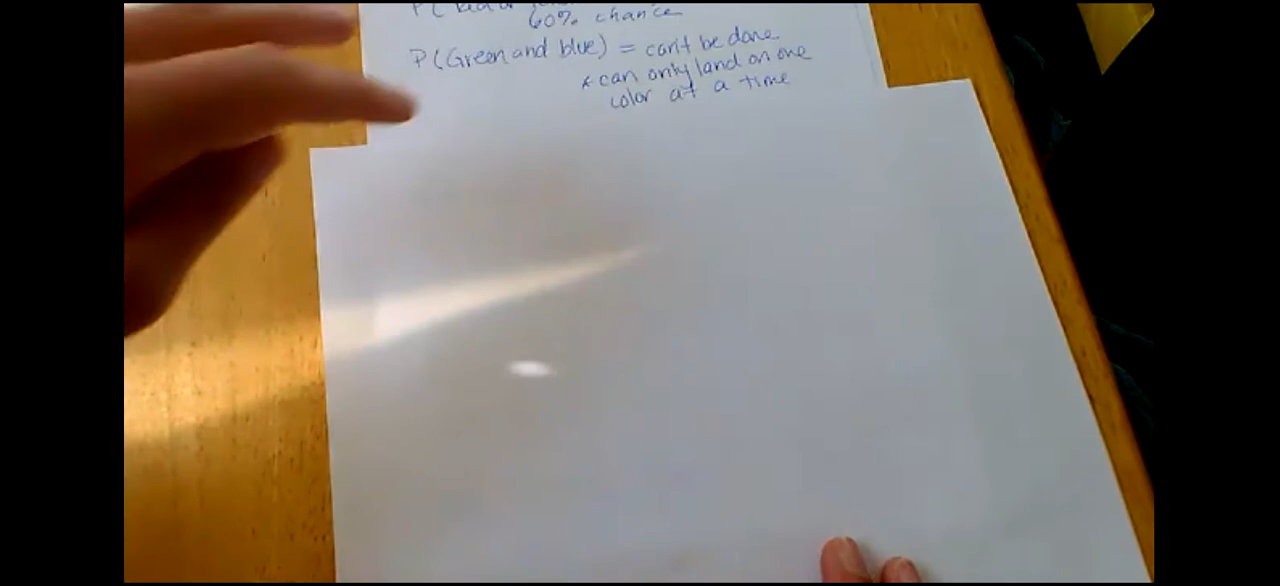 P(
60% chance
P(Green and blue) = can't be done
* can only land on one
color at a time